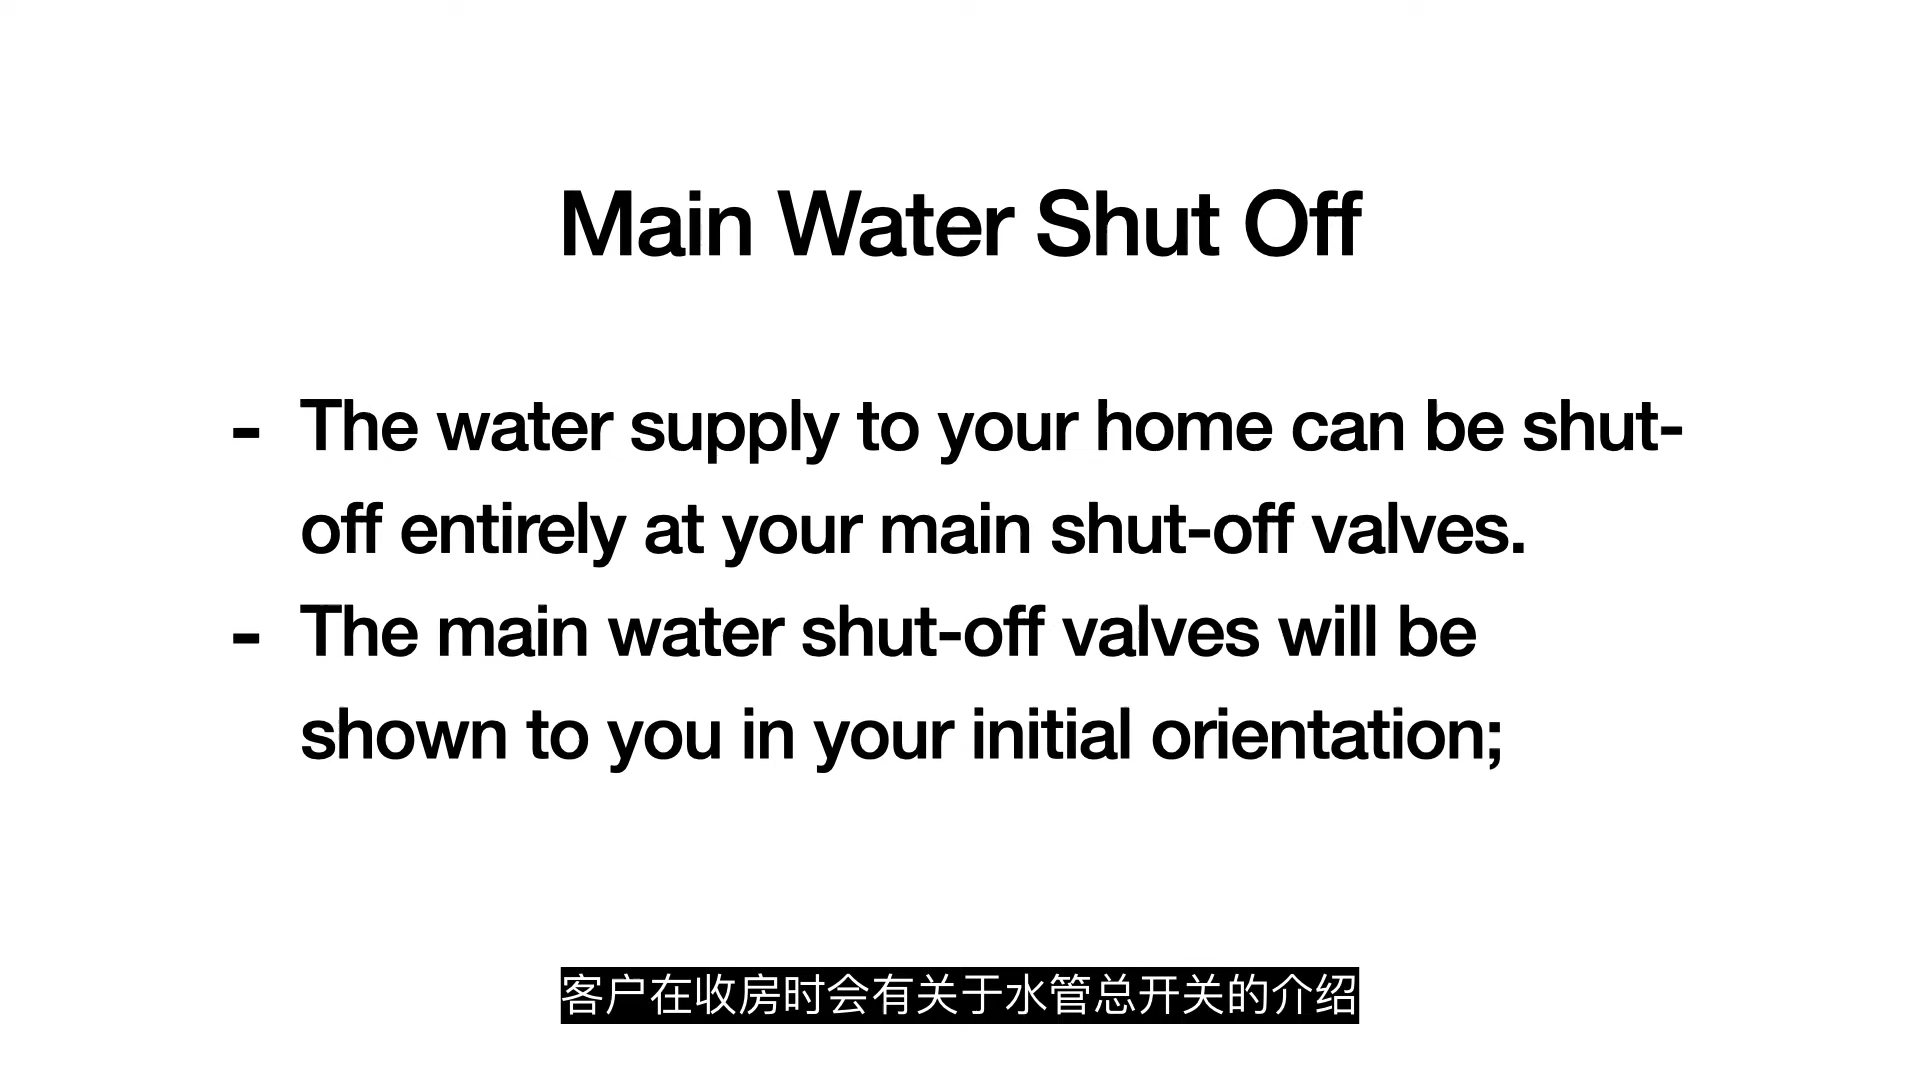 Main Water Shut Off
- The water supply to your home can be shut-
off entirely at your main shut-off valves.
- The main water shut-off valves will be
shown to you in your initial orientation;
客户在收房时会有关于水管总开关的介绍